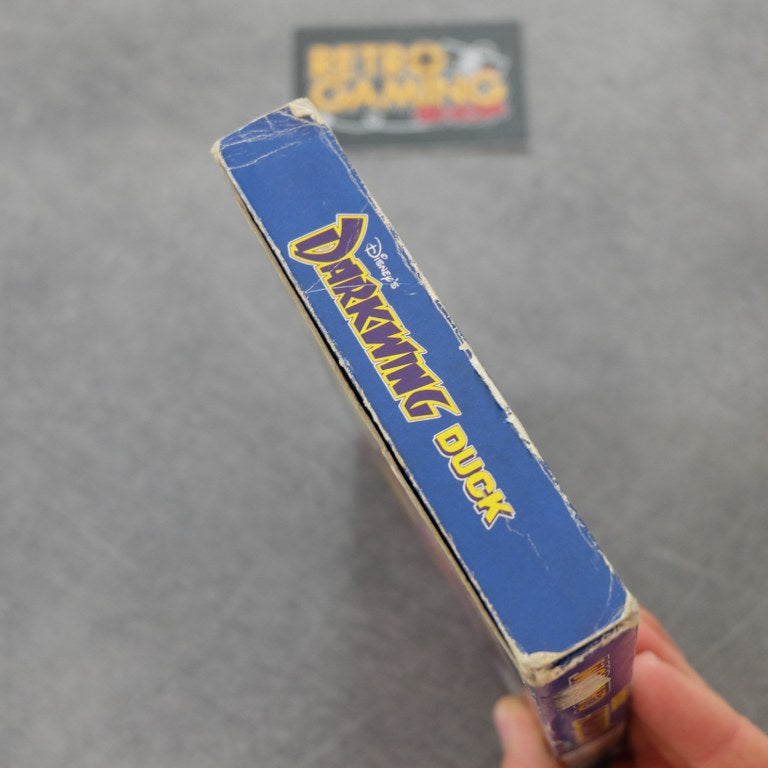 RETRO
GAMING
DISNEY'S
DARKWING
DUCK